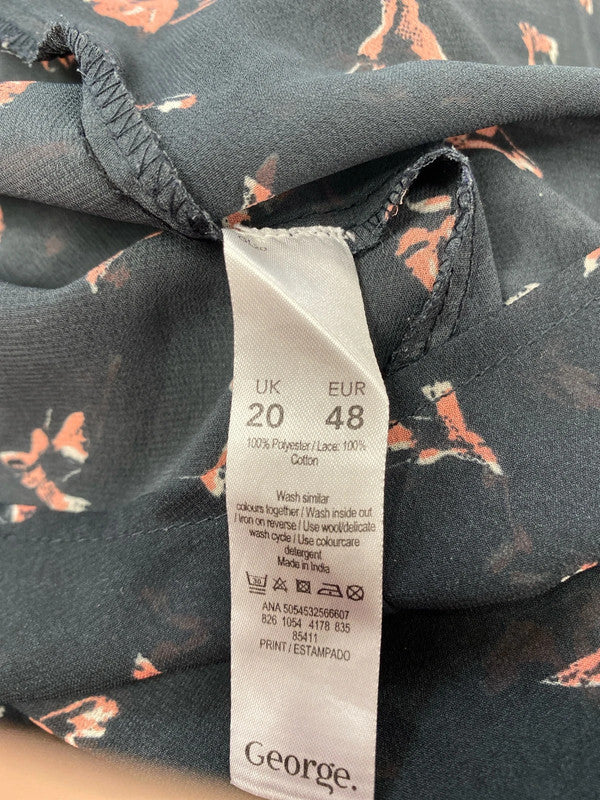 UK EUR
20 48
100% Polyester / Lace: 100%
Cotton
Wash similar
colours together / Wash inside out
/ Iron on reverse / Use wool/delicate
wash cycle / Use colourcare
detergent
Made in India
30
ANA 5054532566607
826 1054 4178 835
85411
PRINT / ESTAMPADO
George.